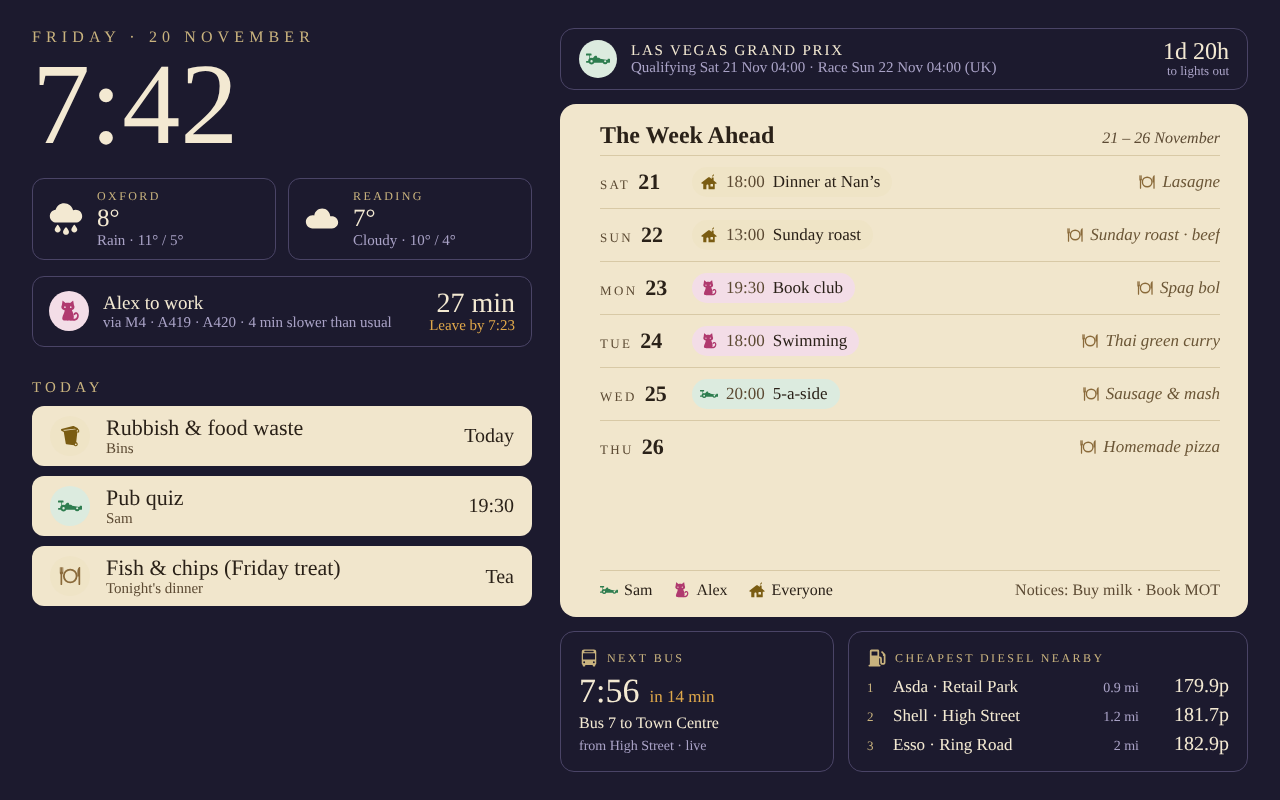 FRIDAY · 20 NOVEMBER
7:42
OXFORD
8°
Rain · 11° / 5°
READING
7°
Cloudy · 10° / 4°
Alex to work
via M4 · A419 · A420 · 4 min slower than usual
27 min
Leave by 7:23
TODAY
Rubbish & food waste
Bins
Today
Pub quiz
Sam
19:30
Fish & chips (Friday treat)
Tonight's dinner
Tea
LAS VEGAS GRAND PRIX
Qualifying Sat 21 Nov 04:00 · Race Sun 22 Nov 04:00 (UK)
1d 20h
to lights out
The Week Ahead
21 – 26 November
SAT 21 18:00 Dinner at Nan’s Lasagne
SUN 22 13:00 Sunday roast Sunday roast · beef
MON 23 19:30 Book club Spag bol
TUE 24 18:00 Swimming Thai green curry
WED 25 20:00 5-a-side Sausage & mash
THU 26 Homemade pizza
Sam Alex Everyone Notices: Buy milk · Book MOT
NEXT BUS
7:56 in 14 min
Bus 7 to Town Centre
from High Street · live
CHEAPEST DIESEL NEARBY
1 Asda · Retail Park 0.9 mi 179.9p
2 Shell · High Street 1.2 mi 181.7p
3 Esso · Ring Road 2 mi 182.9p